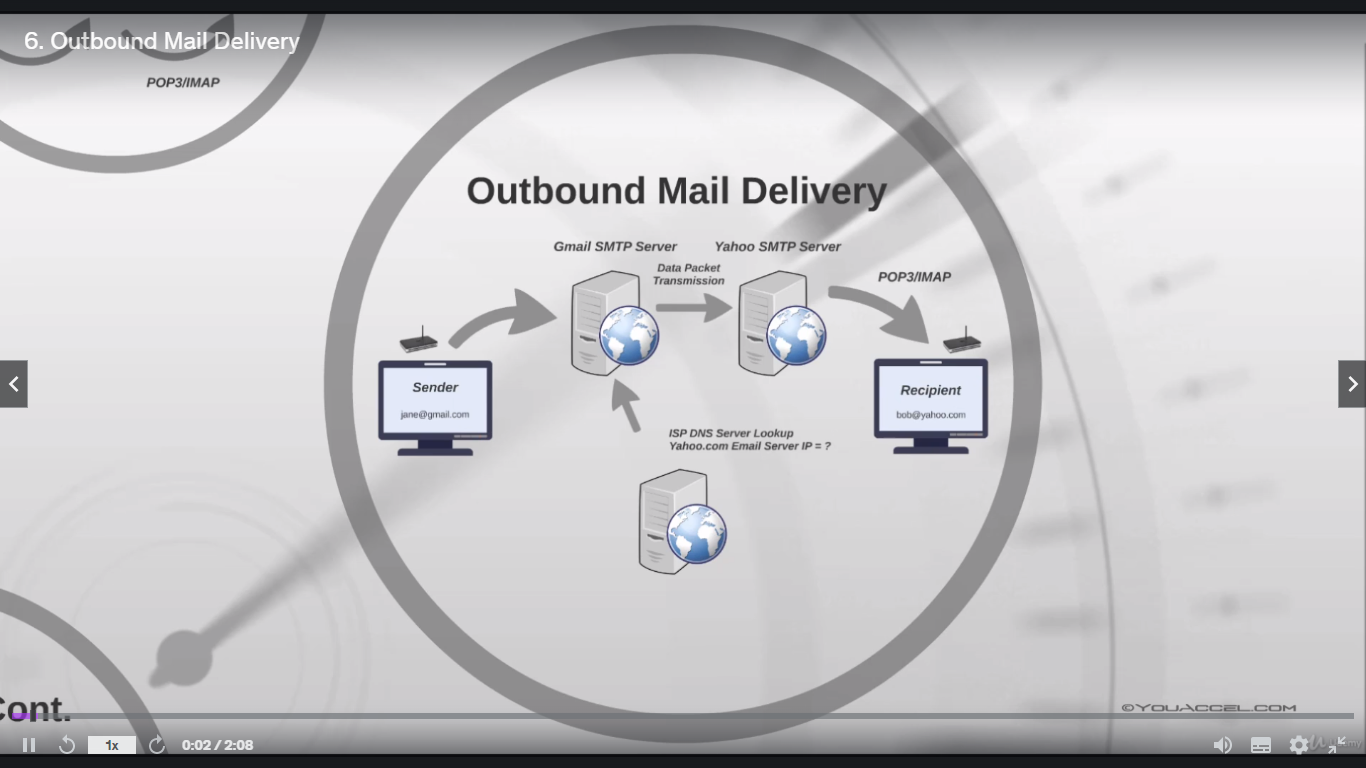 6. Outbound Mail Delivery
POP3/IMAP
Outbound Mail Delivery
Gmail SMTP Server
Yahoo SMTP Server
Data Packet
Transmission
POP3/IMAP
Sender
jane@gmail.com
Recipient
bob@yahoo.com
ISP DNS Server Lookup
Yahoo.com Email Server IP = ?
Cont.
©YOUACCEL.COM
1x
0:02 / 2:08